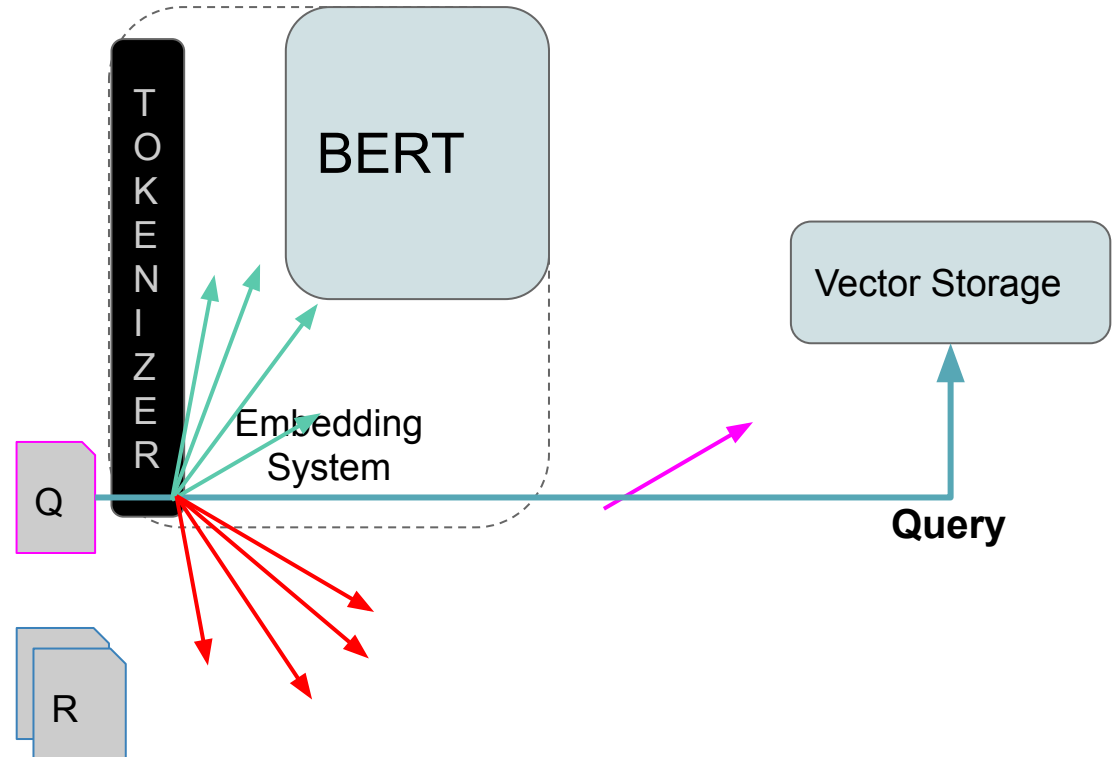 TOKENIZER
BERT
Vector Storage
Embedding
System
Q
Query
R